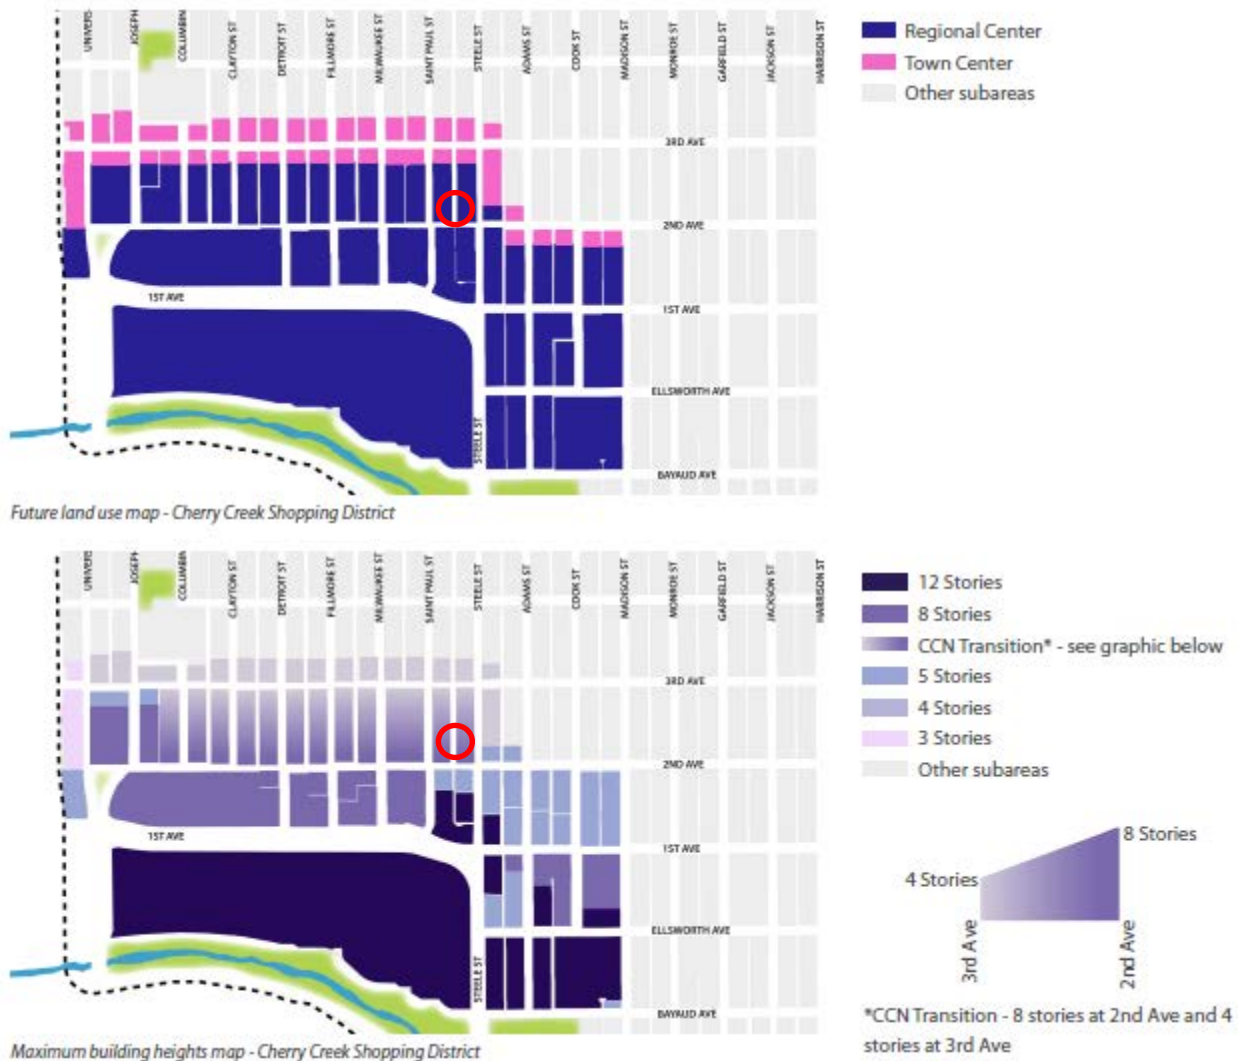 UNIVERS
JOSEPH
COLUMBIN
CLAYTON ST
DETROIT ST
FILLMORE ST
MILWAUKEE ST
SAINT PAUL ST
STEELE ST
ADAMS ST
COOK ST
MADISON ST
MONROE ST
GARFIELD ST
JACKSON ST
HARRISON ST
Regional Center
Town Center
Other subareas
3RD AVE
2ND AVE
1ST AVE
1ST AVE
ELLSWORTH AVE
STEELE ST
BAYAUD AVE
Future land use map - Cherry Creek Shopping District
UNIVERS
JOSEPH
COLUMBIN
CLAYTON ST
DETROIT ST
FILLMORE ST
MILWAUKEE ST
SAINT PAUL ST
STEELE ST
ADAMS ST
COOK ST
MADISON ST
MONROE ST
GARFIELD ST
JACKSON ST
HARRISON ST
12 Stories
8 Stories
CCN Transition* - see graphic below
5 Stories
4 Stories
3 Stories
Other subareas
3RD AVE
2ND AVE
1ST AVE
1ST AVE
ELLSWORTH AVE
STEELE ST
BAYAUD AVE
8 Stories
4 Stories
3rd Ave
2nd Ave
*CCN Transition - 8 stories at 2nd Ave and 4
stories at 3rd Ave
Maximum building heights map - Cherry Creek Shopping District